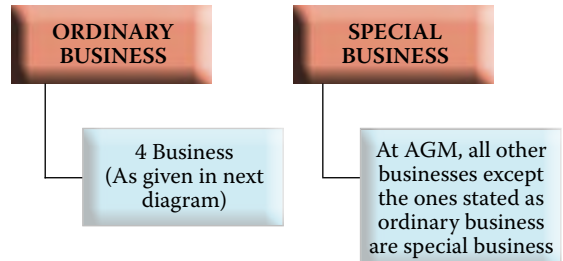 ORDINARY
BUSINESS
4 Business
(As given in next
diagram)
SPECIAL
BUSINESS
At AGM, all other
businesses except
the ones stated as
ordinary business
are special business